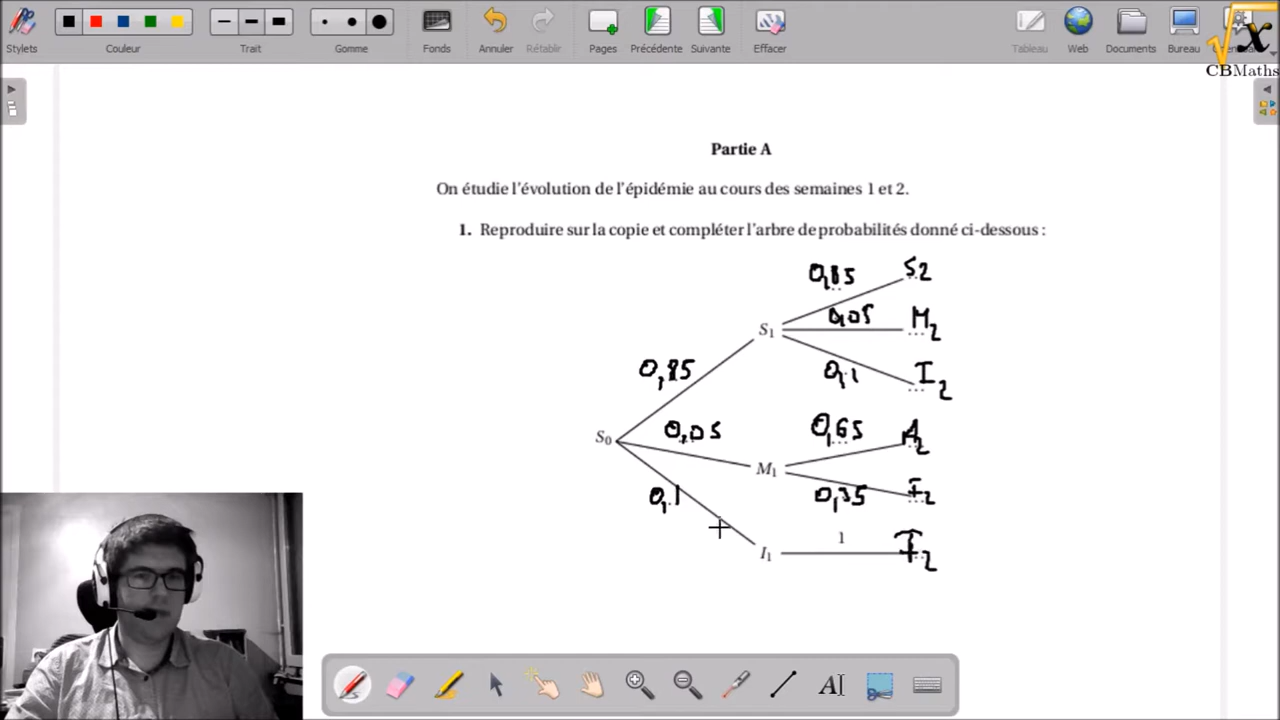 Stylets
Couleur
Trait
Gomme
Fonds
Annuler
Rétablir
Pages
Précédente
Suivante
Effacer
Tableau
Web
Documents
Bureau
√x
CBMaths
Partie A
On étudie l'évolution de l'épidémie au cours des semaines 1 et 2.
1. Reproduire sur la copie et compléter l'arbre de probabilités donné ci-dessous :
0,85 S2
0,05 M2
S1
0,1 I2
0,85
S0
0,05
0,65 A2
M1
0,35 I2
0,1
1
I1 I2
AI